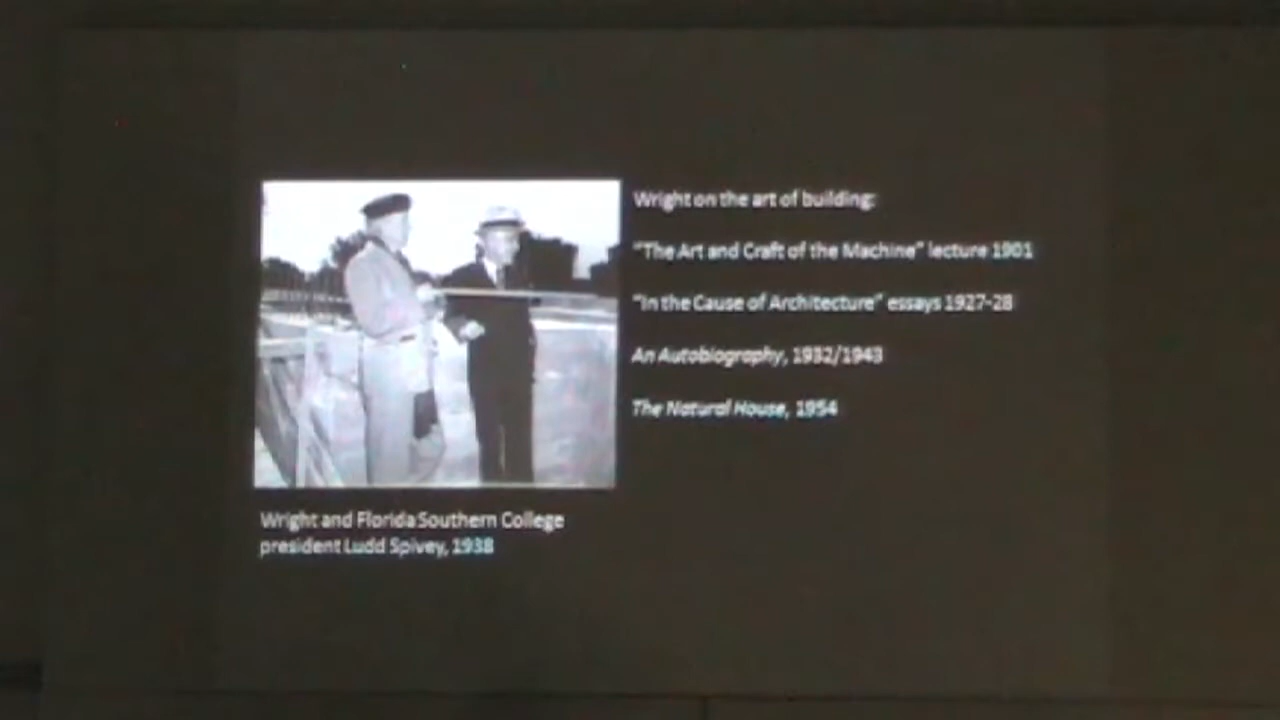 Wright on the art of building:
"The Art and Craft of the Machine" lecture 1901
"In the Cause of Architecture" essays 1927-28
An Autobiography, 1932/1943
The Natural House, 1954
Wright and Florida Southern College
president Ludd Spivey, 1938